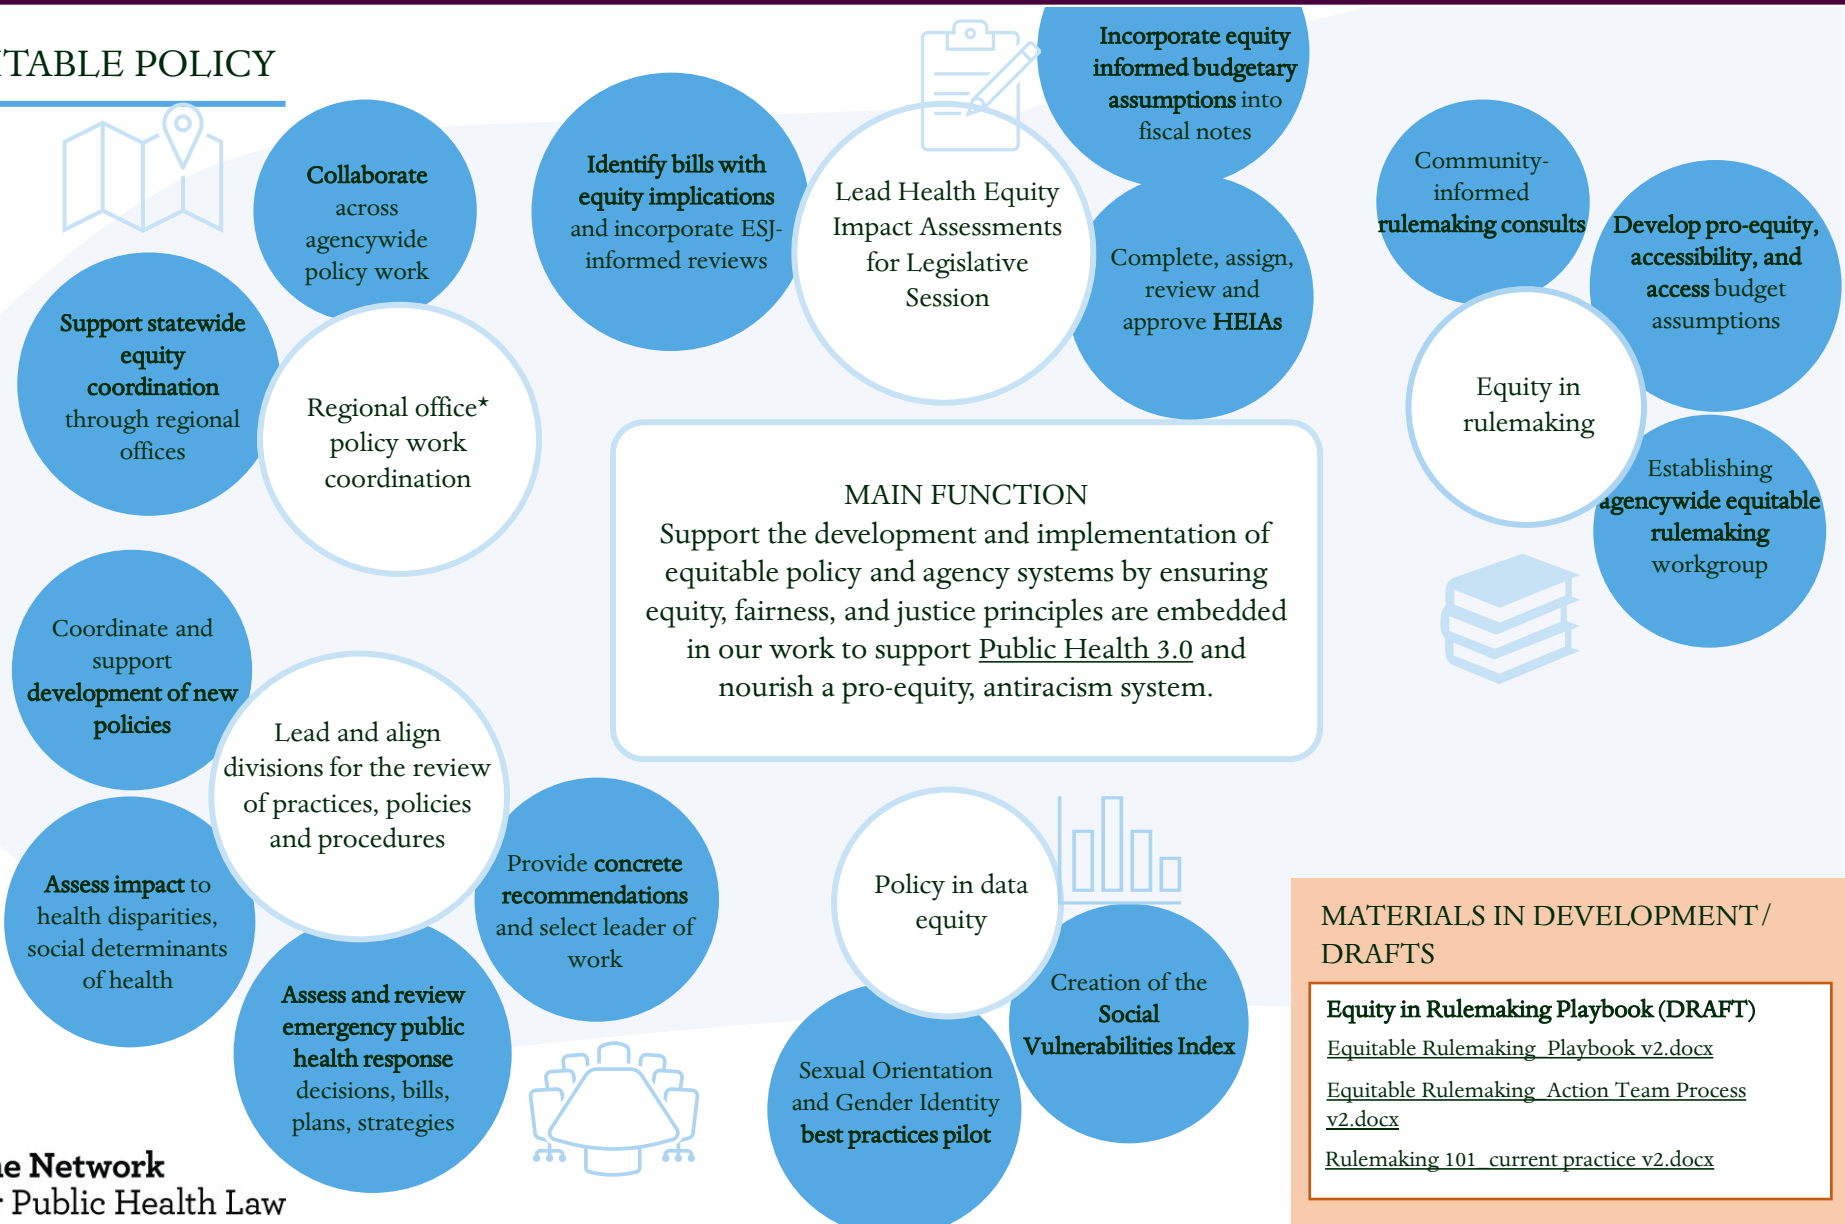 ITABLE POLICY
Collaborate
across
agencywide
policy work
Support statewide
equity
coordination
through regional
offices
Regional office*
policy work
coordination
Identify bills with
equity implications
and incorporate ESJ-
informed reviews
Lead Health Equity
Impact Assessments
for Legislative
Session
Incorporate equity
informed budgetary
assumptions into
fiscal notes
Complete, assign,
review and
approve HEIAs
Community-
informed
rulemaking consults
Develop pro-equity,
accessibility, and
access budget
assumptions
Equity in
rulemaking
Establishing
agencywide equitable
rulemaking
workgroup
MAIN FUNCTION
Support the development and implementation of
equitable policy and agency systems by ensuring
equity, fairness, and justice principles are embedded
in our work to support Public Health 3.0 and
nourish a pro-equity, antiracism system.
Coordinate and
support
development of new
policies
Lead and align
divisions for the review
of practices, policies
and procedures
Assess impact to
health disparities,
social determinants
of health
Assess and review
emergency public
health response
decisions, bills,
plans, strategies
Provide concrete
recommendations
and select leader of
work
Policy in data
equity
Creation of the
Social
Vulnerabilities Index
Sexual Orientation
and Gender Identity
best practices pilot
MATERIALS IN DEVELOPMENT/
DRAFTS
Equity in Rulemaking Playbook (DRAFT)
Equitable Rulemaking_Playbook v2.docx
Equitable Rulemaking_Action Team Process
v2.docx
Rulemaking 101_current practice v2.docx
e Network
r Public Health Law